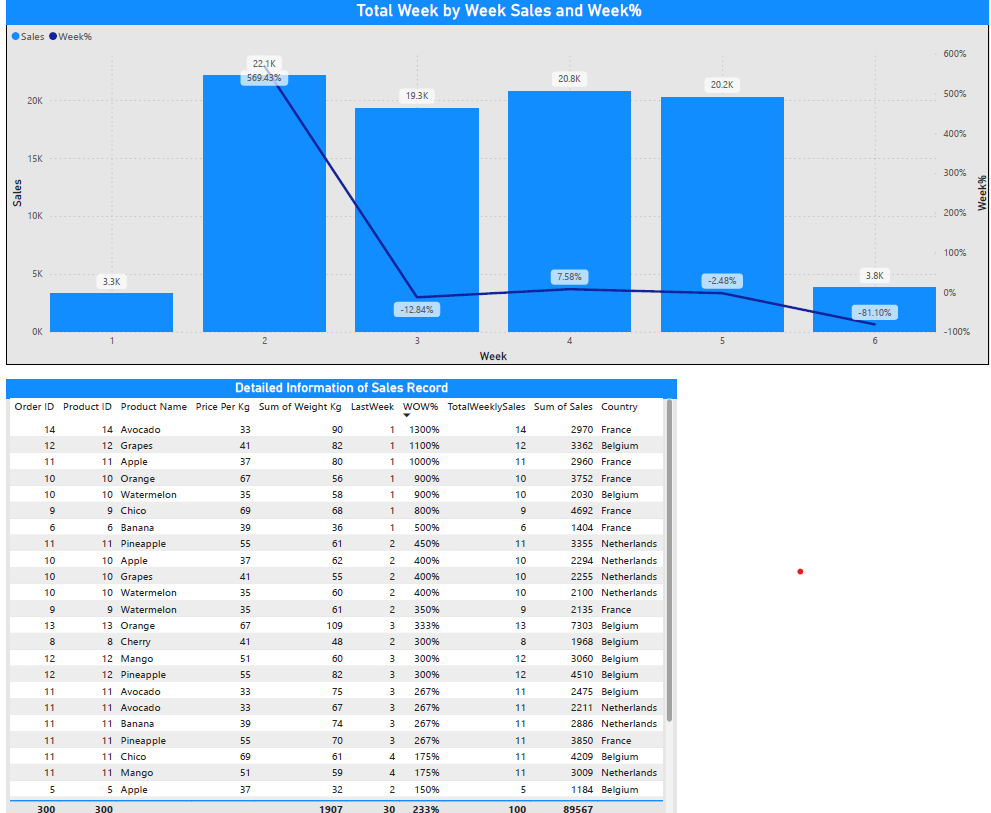 Total Week by Week Sales and Week%
Sales Week%
22.1K
569.43%
19.3K
20.8K
20.2K
3.3K
7.58%
-2.48%
3.8K
-12.84%
-81.10%
20K
15K
10K
5K
0K
Sales
600%
500%
400%
300%
200%
100%
0%
-100%
Week%
1 2 3 4 5 6
Week
Detailed Information of Sales Record
Order ID Product ID Product Name Price Per Kg Sum of Weight Kg LastWeek WOW% TotalWeeklySales Sum of Sales Country
14 14 Avocado 33 90 1 1300% 14 2970 France
12 12 Grapes 41 82 1 1100% 12 3362 Belgium
11 11 Apple 37 80 1 1000% 11 2960 France
10 10 Orange 67 56 1 900% 10 3752 France
10 10 Watermelon 35 58 1 900% 10 2030 Belgium
9 9 Chico 69 68 1 800% 9 4692 France
6 6 Banana 39 36 1 500% 6 1404 France
11 11 Pineapple 55 61 2 450% 11 3355 Netherlands
10 10 Apple 37 62 2 400% 10 2294 Netherlands
10 10 Grapes 41 55 2 400% 10 2255 Netherlands
10 10 Watermelon 35 60 2 400% 10 2100 Netherlands
9 9 Watermelon 35 61 2 350% 9 2135 France
13 13 Orange 67 109 3 333% 13 7303 Belgium
8 8 Cherry 41 48 2 300% 8 1968 Belgium
12 12 Mango 51 60 3 300% 12 3060 Belgium
12 12 Pineapple 55 82 3 300% 12 4510 Belgium
11 11 Avocado 33 75 3 267% 11 2475 Belgium
11 11 Avocado 33 67 3 267% 11 2211 Netherlands
11 11 Banana 39 74 3 267% 11 2886 Netherlands
11 11 Pineapple 55 70 3 267% 11 3850 France
11 11 Chico 69 61 4 175% 11 4209 Belgium
11 11 Mango 51 59 4 175% 11 3009 Netherlands
5 5 Apple 37 32 2 150% 5 1184 Belgium
300 300 1907 30 233% 100 89567